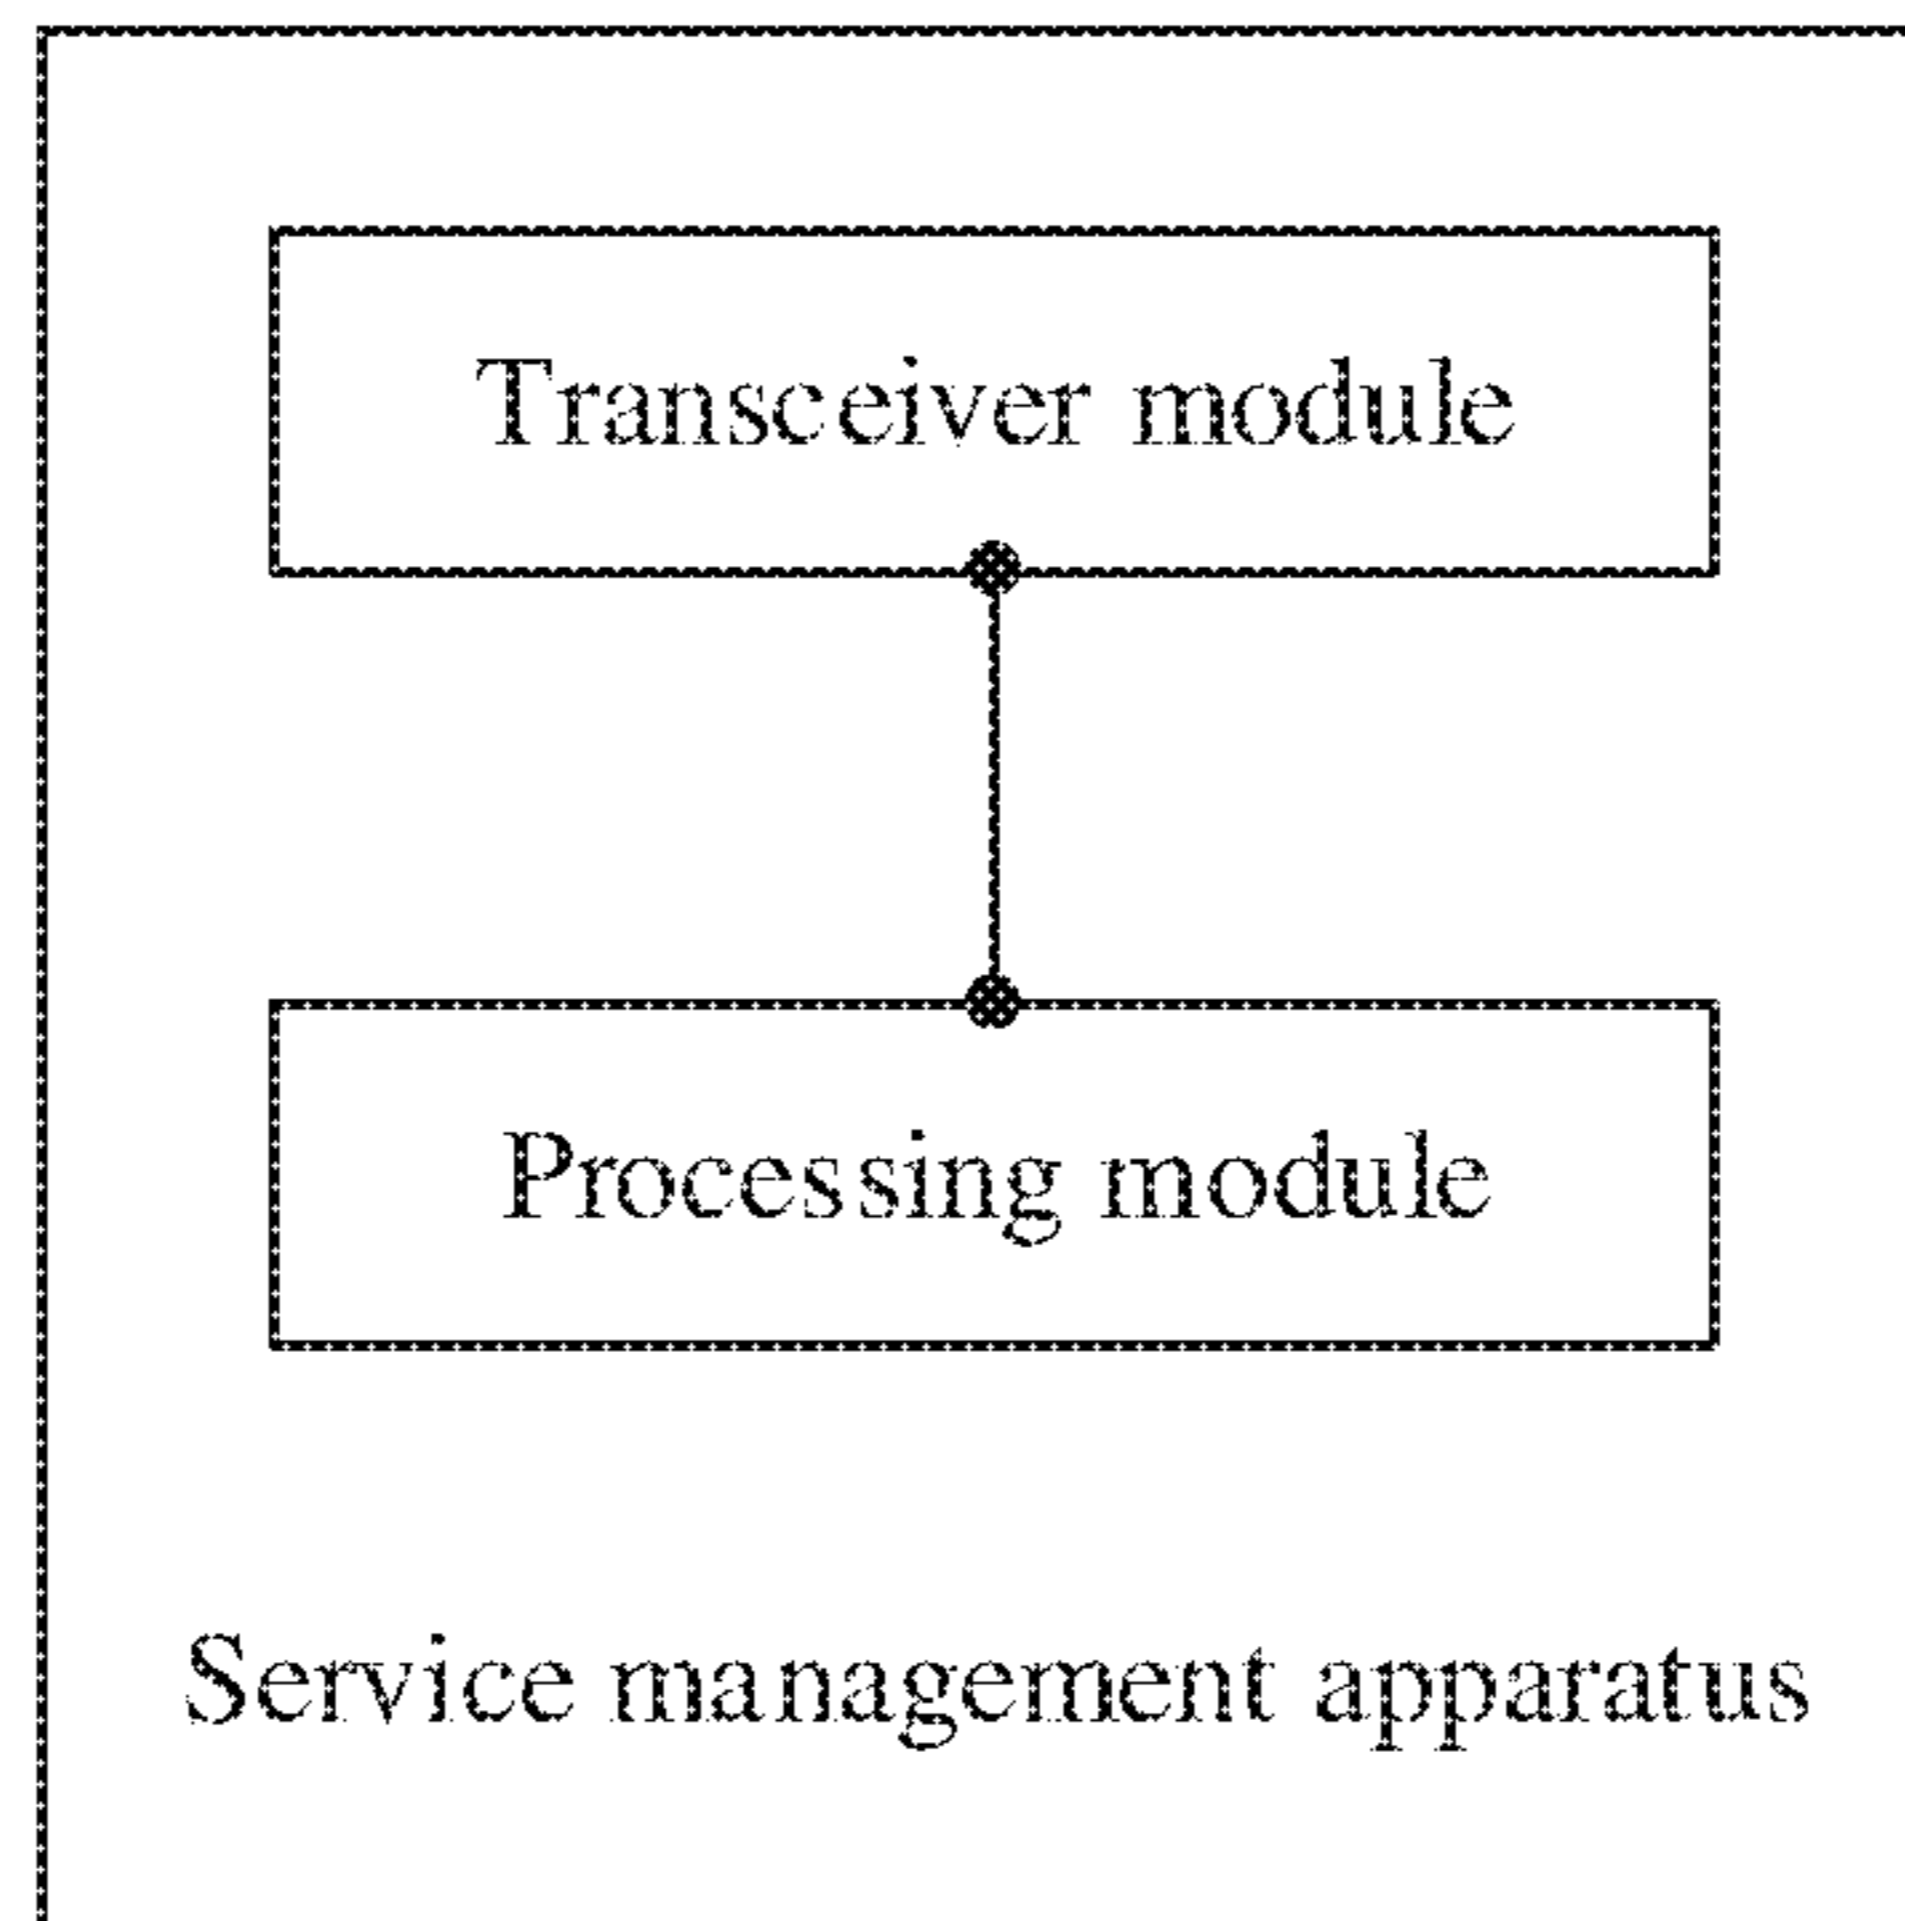 Transceiver module
Processing module
Service management apparatus